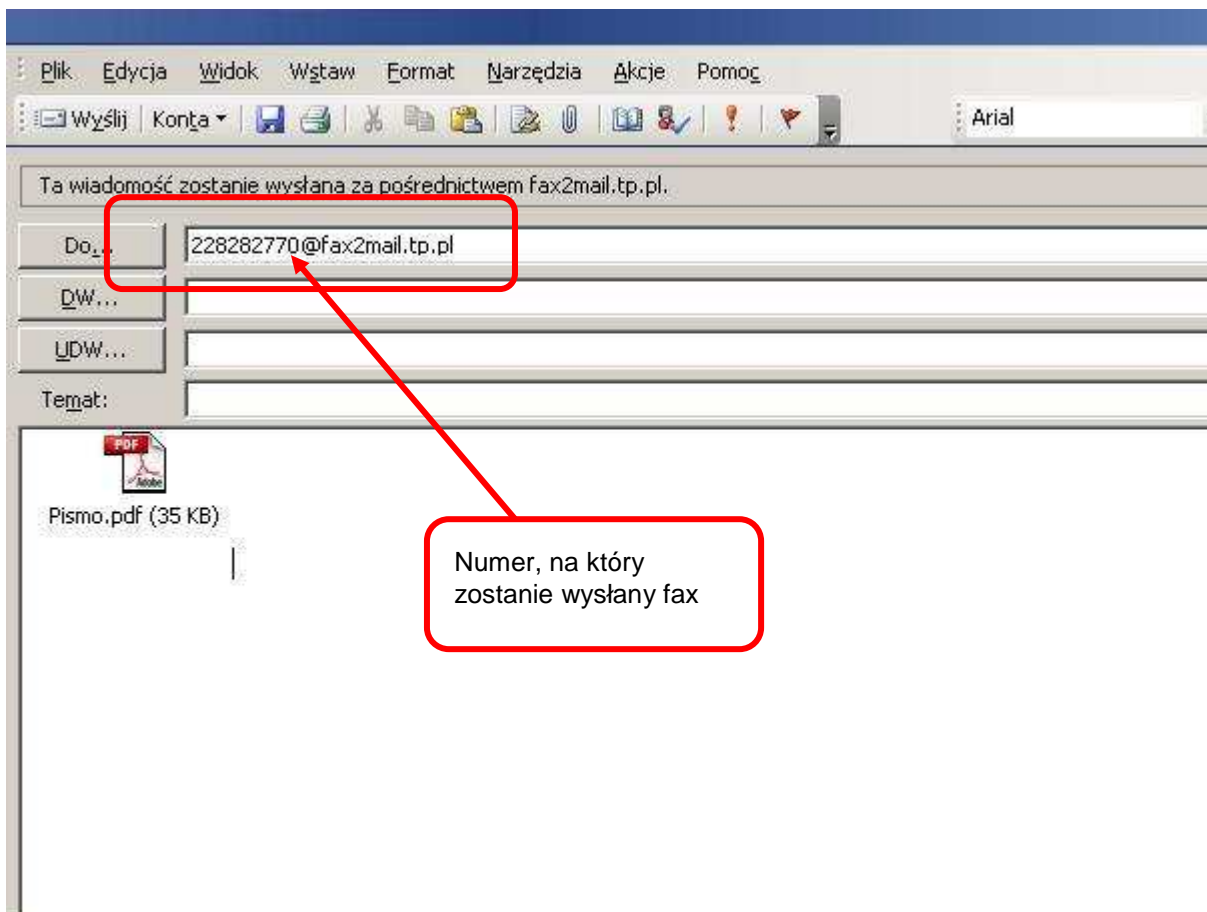 Plik Edycja Widok Wstaw Format Narzędzia Akcje Pomoc
Wyślij Konta Arial
Ta wiadomość zostanie wysłana za pośrednictwem fax2mail.tp.pl.
Do... 228282770@fax2mail.tp.pl
DW...
UDW...
Temat:
PDF
Adobe
Pismo.pdf (35 KB)
Numer, na który
zostanie wysłany fax